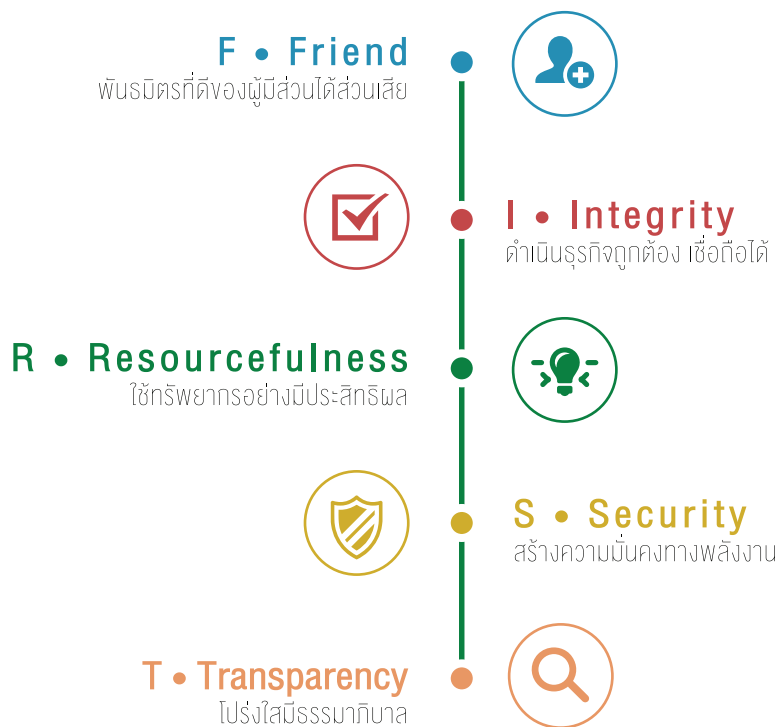 F • Friend
พันธมิตรที่ดีของผู้มีส่วนได้ส่วนเสีย
I • Integrity
ดำเนินธุรกิจถูกต้อง เชื่อถือได้
R • Resourcefulness
ใช้ทรัพยากรอย่างมีประสิทธิผล
S • Security
สร้างความมั่นคงทางพลังงาน
T • Transparency
โปร่งใสมีธรรมาภิบาล